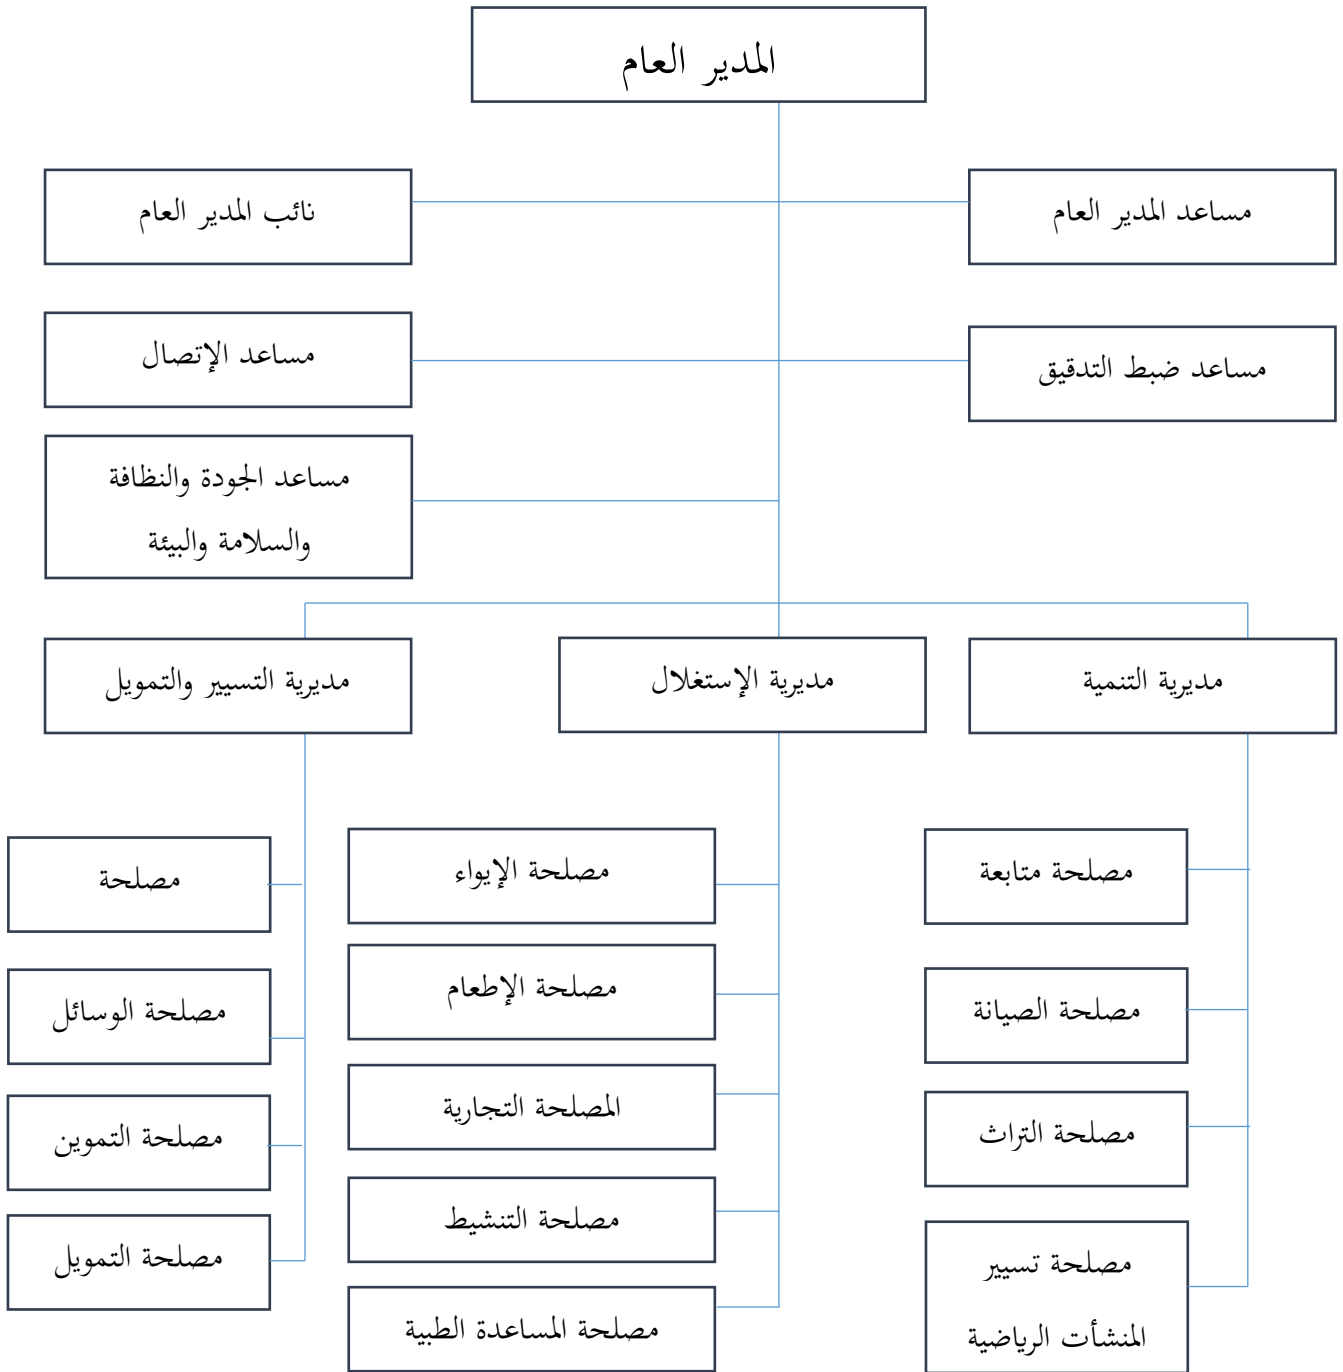 المدير العام
مساعد المدير العام
نائب المدير العام
مساعد ضبط التدقيق
مساعد الإتصال
مساعد الجودة والنظافة
والسلامة والبيئة
مديرية التنمية
مديرية الإستغلال
مديرية التسيير والتمويل
مصلحة متابعة
مصلحة الصيانة
مصلحة التراث
مصلحة تسيير
المنشأت الرياضية
مصلحة الإيواء
مصلحة الإطعام
المصلحة التجارية
مصلحة التنشيط
مصلحة المساعدة الطبية
مصلحة
مصلحة الوسائل
مصلحة التموين
مصلحة التمويل